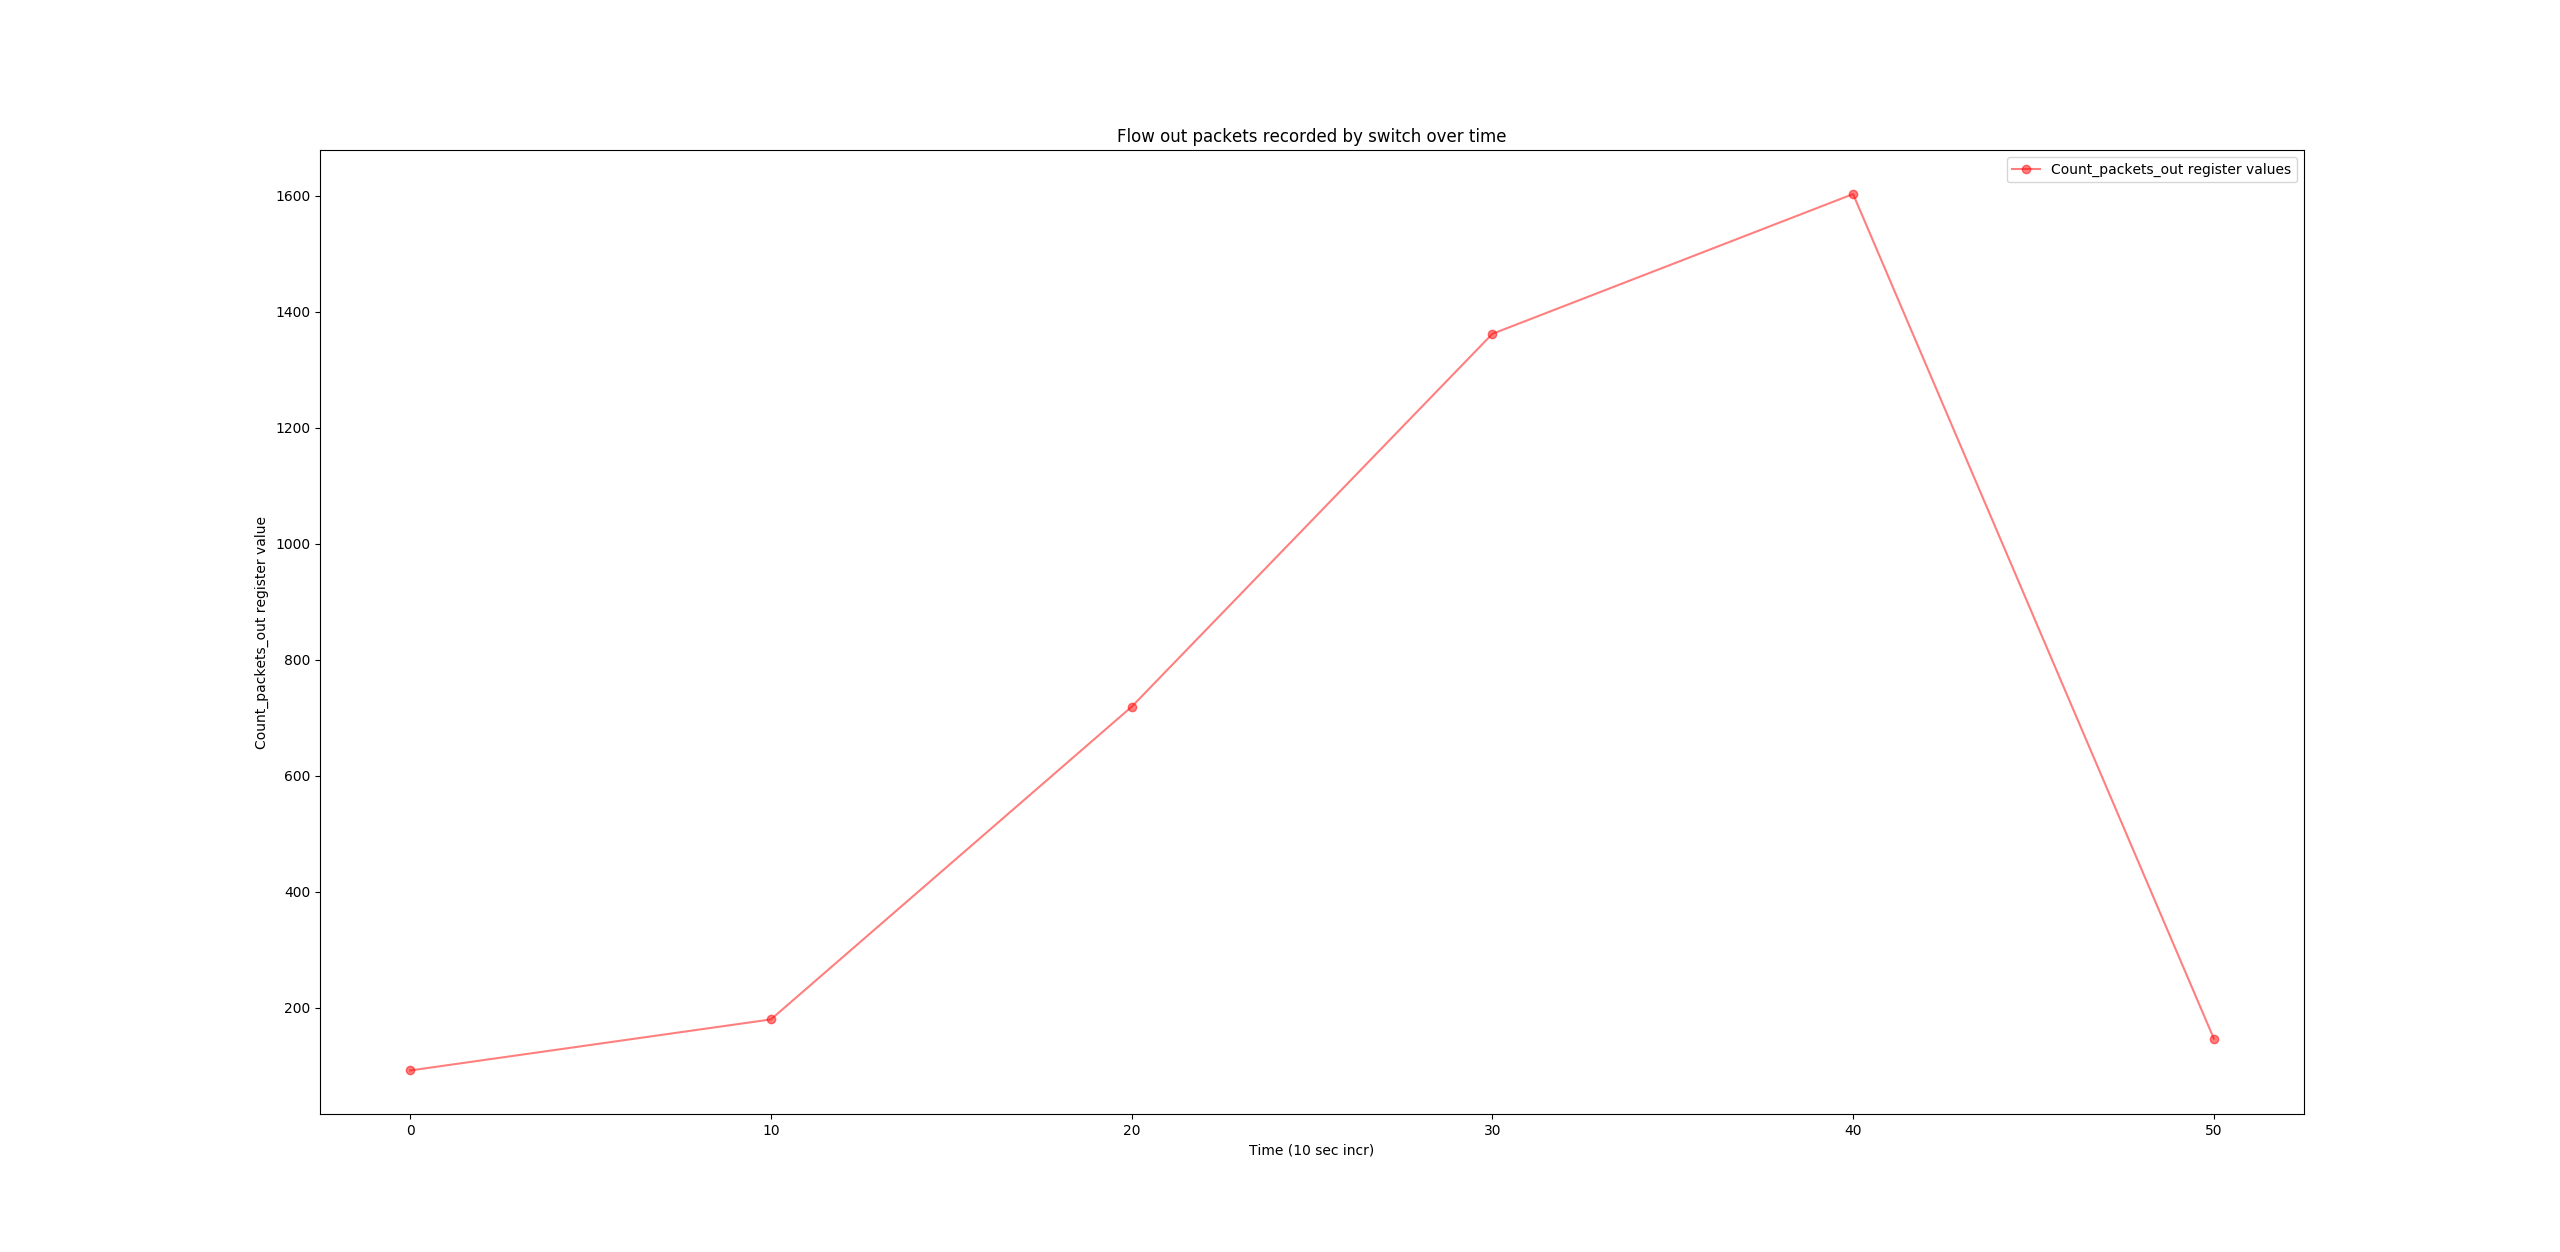 Flow out packets recorded by switch over time
Count_packets_out register values
1600
1400
1200
1000
800
600
400
200
Count_packets_out register value
0 10 20 30 40 50
Time (10 sec incr)